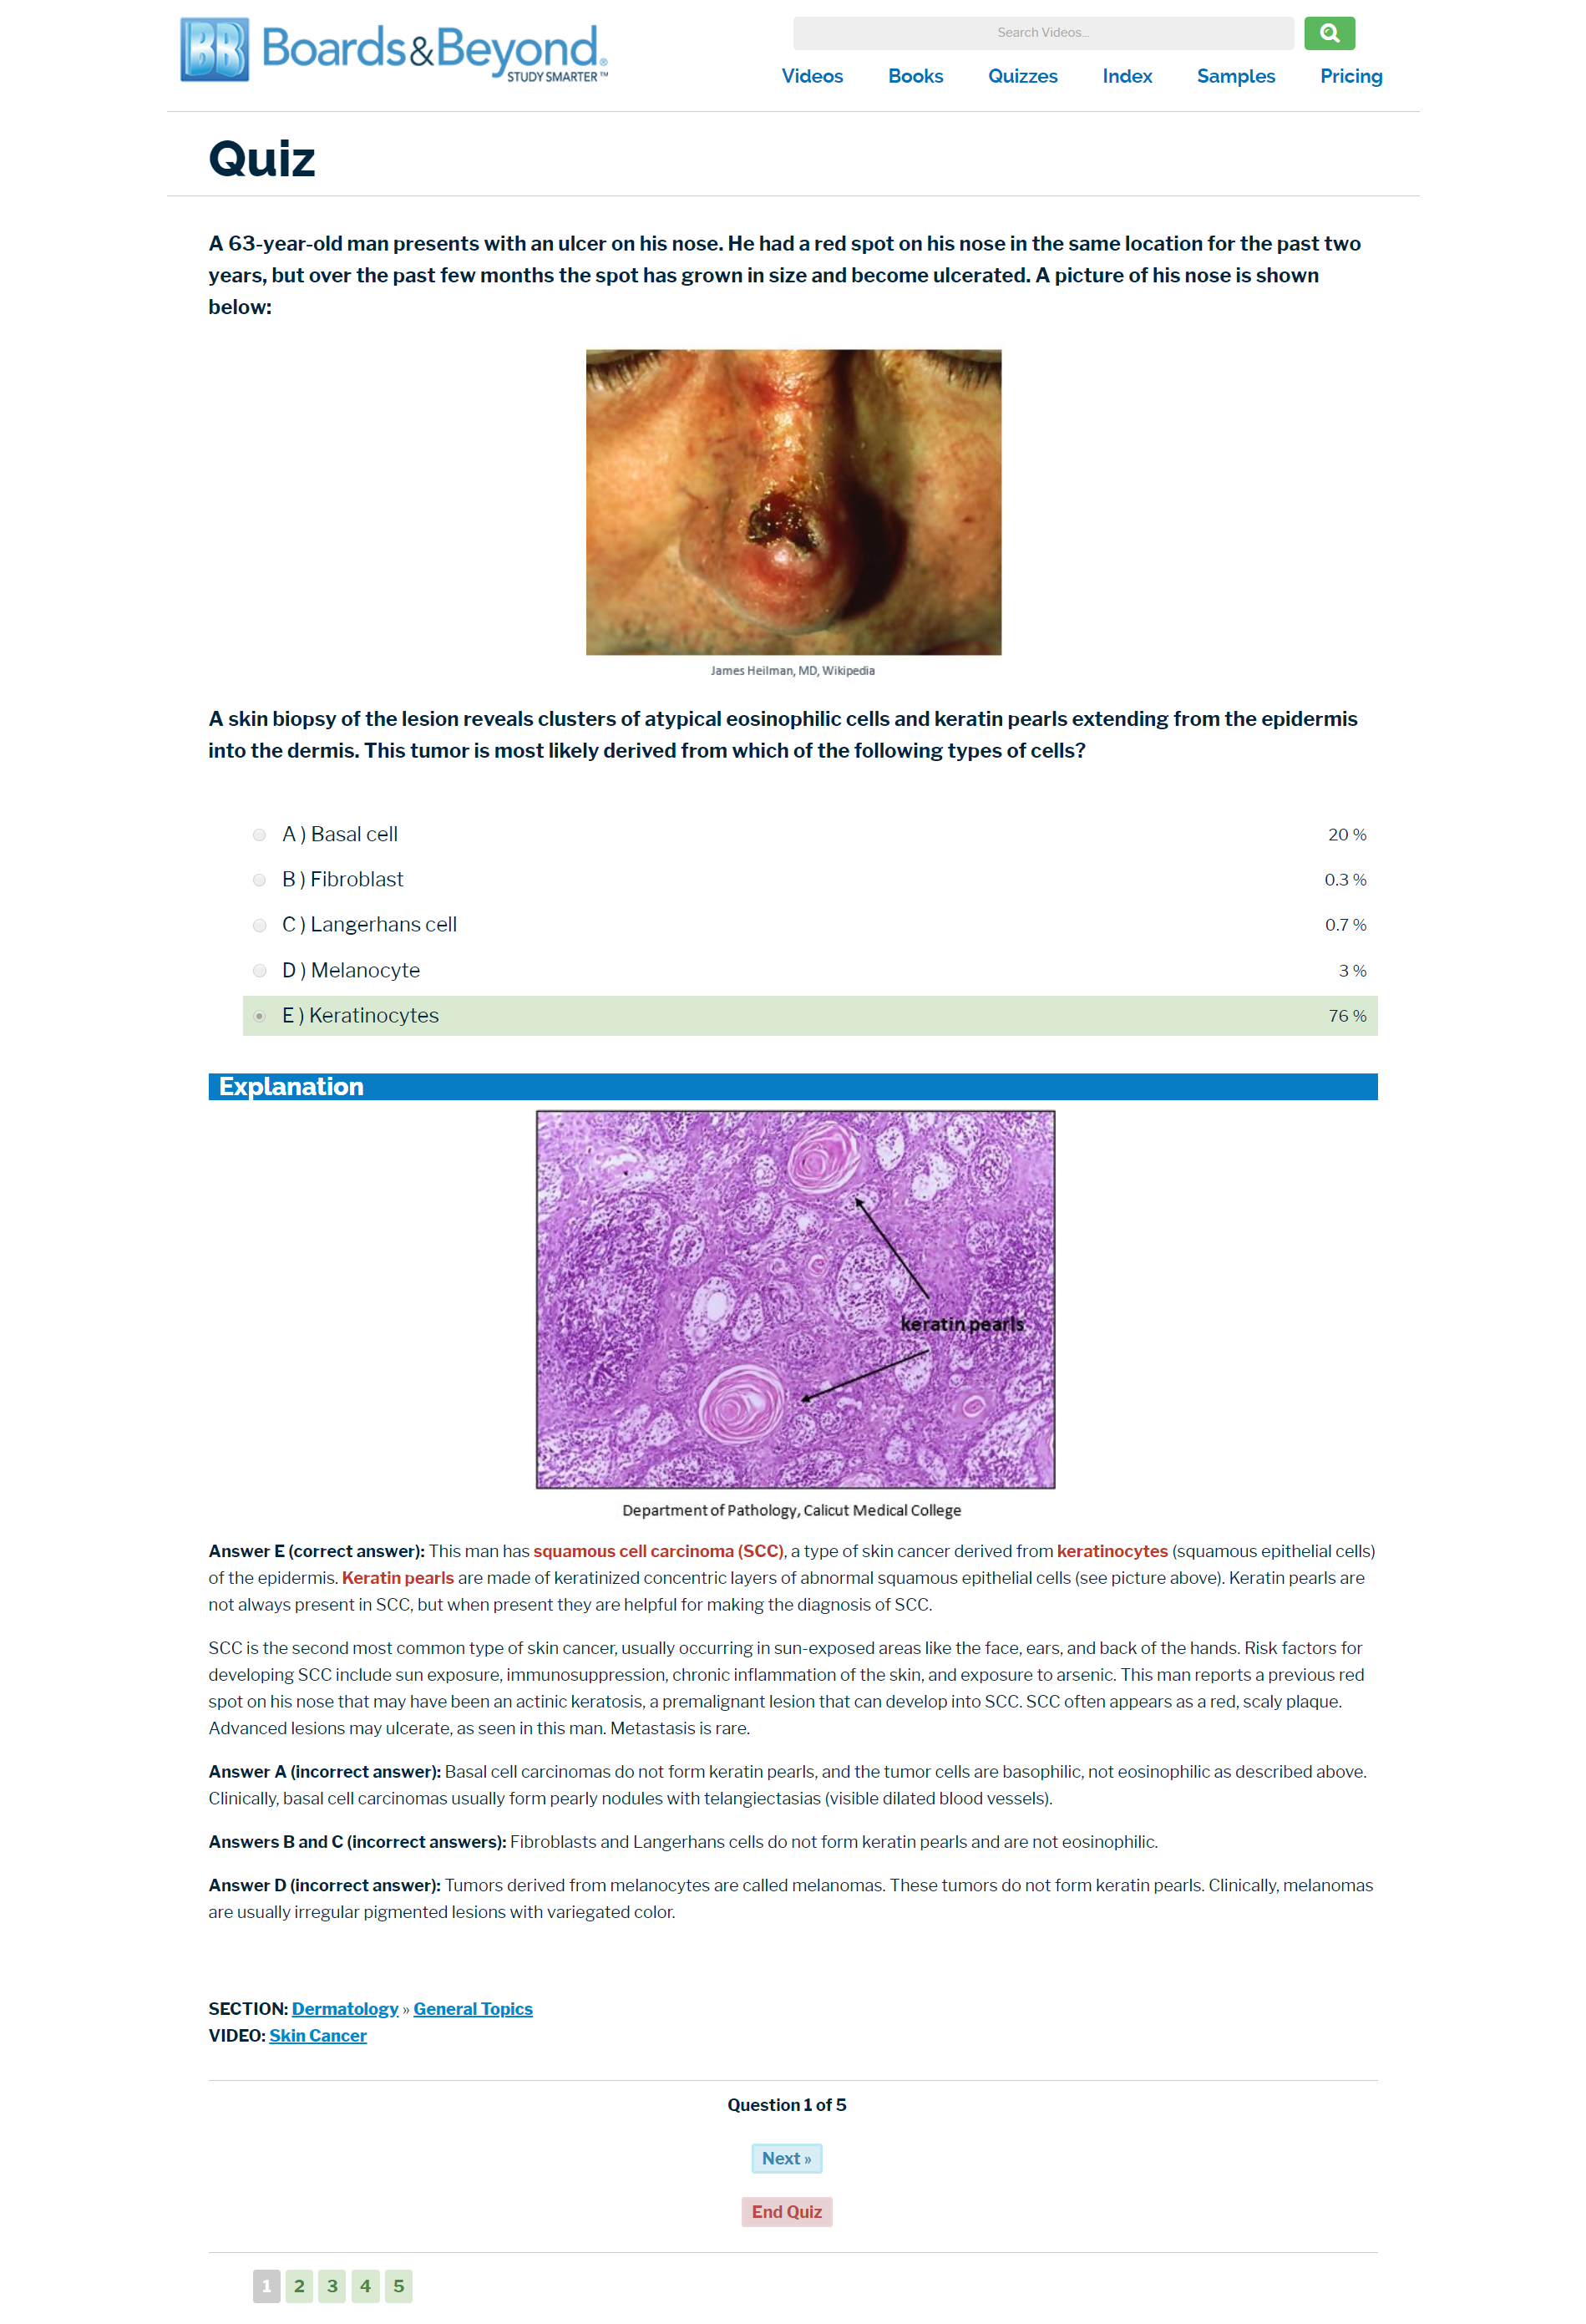 BB Boards&Beyond®
STUDY SMARTER™
Search Videos...
Videos Books Quizzes Index Samples Pricing
Quiz
A 63-year-old man presents with an ulcer on his nose. He had a red spot on his nose in the same location for the past two
years, but over the past few months the spot has grown in size and become ulcerated. A picture of his nose is shown
below:
James Heilman, MD, Wikipedia
A skin biopsy of the lesion reveals clusters of atypical eosinophilic cells and keratin pearls extending from the epidermis
into the dermis. This tumor is most likely derived from which of the following types of cells?
A ) Basal cell 20 %
B ) Fibroblast 0.3 %
C ) Langerhans cell 0.7 %
D ) Melanocyte 3 %
E ) Keratinocytes 76 %
Explanation
keratin pearls
Department of Pathology, Calicut Medical College
Answer E (correct answer): This man has squamous cell carcinoma (SCC), a type of skin cancer derived from keratinocytes (squamous epithelial cells)
of the epidermis. Keratin pearls are made of keratinized concentric layers of abnormal squamous epithelial cells (see picture above). Keratin pearls are
not always present in SCC, but when present they are helpful for making the diagnosis of SCC.
SCC is the second most common type of skin cancer, usually occurring in sun-exposed areas like the face, ears, and back of the hands. Risk factors for
developing SCC include sun exposure, immunosuppression, chronic inflammation of the skin, and exposure to arsenic. This man reports a previous red
spot on his nose that may have been an actinic keratosis, a premalignant lesion that can develop into SCC. SCC often appears as a red, scaly plaque.
Advanced lesions may ulcerate, as seen in this man. Metastasis is rare.
Answer A (incorrect answer): Basal cell carcinomas do not form keratin pearls, and the tumor cells are basophilic, not eosinophilic as described above.
Clinically, basal cell carcinomas usually form pearly nodules with telangiectasias (visible dilated blood vessels).
Answers B and C (incorrect answers): Fibroblasts and Langerhans cells do not form keratin pearls and are not eosinophilic.
Answer D (incorrect answer): Tumors derived from melanocytes are called melanomas. These tumors do not form keratin pearls. Clinically, melanomas
are usually irregular pigmented lesions with variegated color.
SECTION: Dermatology » General Topics
VIDEO: Skin Cancer
Question 1 of 5
Next »
End Quiz
1 2 3 4 5